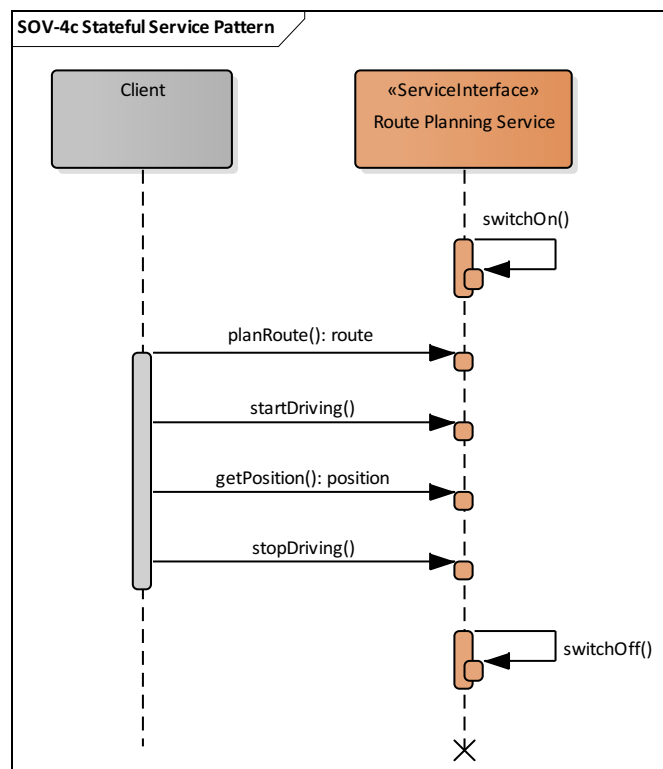 SOV-4c Stateful Service Pattern
Client
«ServiceInterface»
Route Planning Service
switchOn()
planRoute(): route
startDriving()
getPosition(): position
stopDriving()
switchOff()